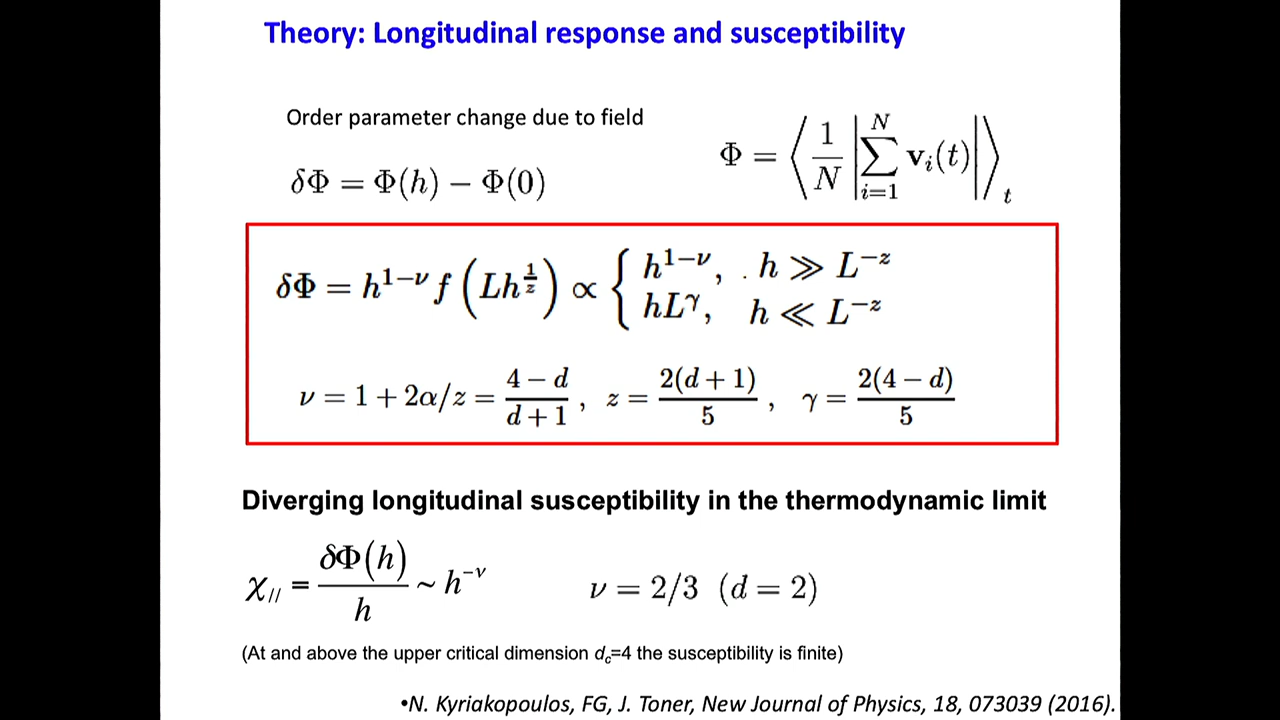 Theory: Longitudinal response and susceptibility
Order parameter change due to field
δΦ = Φ(h) − Φ(0)
Φ = ⟨ 1/N | ∑_{i=1}^{N} v_i(t) | ⟩_t
δΦ = h^{1−ν} f ( Lh^{1/z} ) ∝ { h^{1−ν}, . h ≫ L^{−z}
hL^γ, h ≪ L^{−z}
ν = 1 + 2α/z = (4 − d)/(d + 1) , z = 2(d + 1)/5 , γ = 2(4 − d)/5
Diverging longitudinal susceptibility in the thermodynamic limit
χ_{//} = δΦ(h)/h ~ h^{−ν} ν = 2/3 (d = 2)
(At and above the upper critical dimension d_c=4 the susceptibility is finite)
•N. Kyriakopoulos, FG, J. Toner, New Journal of Physics, 18, 073039 (2016).